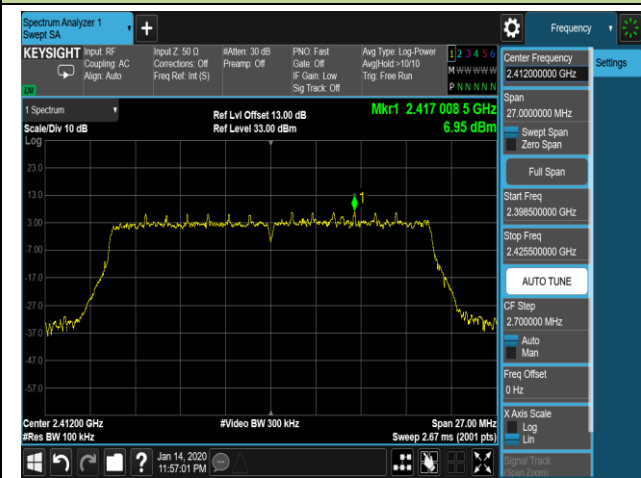 Spectrum Analyzer 1
Swept SA
Frequency
KEYSIGHT
Input: RF
Coupling: AC
Align: Auto
Input Z: 50 Ω
Corrections: Off
Freq Ref: Int (S)
#Atten: 30 dB
Preamp: Off
PNO: Fast
Gate: Off
IF Gain: Low
Sig Track: Off
Avg Type: Log-Power
Avg|Hold:>10/10
Trig: Free Run
1 2 3 4 5 6
M W W W W W
P N N N N N
LXI
1 Spectrum
Scale/Div 10 dB
Log
Ref Lvl Offset 13.00 dB
Ref Level 33.00 dBm
Mkr1 2.417 008 5 GHz
6.95 dBm
1
23.0
13.0
3.00
-7.00
-17.0
-27.0
-37.0
-47.0
-57.0
Center 2.41200 GHz
#Res BW 100 kHz
#Video BW 300 kHz
Span 27.00 MHz
Sweep 2.67 ms (2001 pts)
Jan 14, 2020
11:57:01 PM
Center Frequency
2.412000000 GHz
Span
27.0000000 MHz
Swept Span
Zero Span
Full Span
Start Freq
2.398500000 GHz
Stop Freq
2.425500000 GHz
AUTO TUNE
CF Step
2.700000 MHz
Auto
Man
Freq Offset
0 Hz
X Axis Scale
Log
Lin
Signal Track
(Span Zoom)
Settings